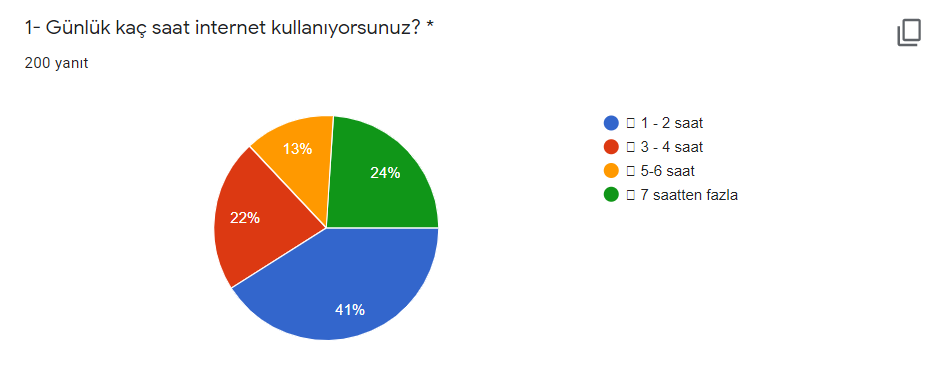 1- Günlük kaç saat internet kullanıyorsunuz? *
200 yanıt
13%
24%
22%
41%
1 - 2 saat
3 - 4 saat
5-6 saat
7 saatten fazla